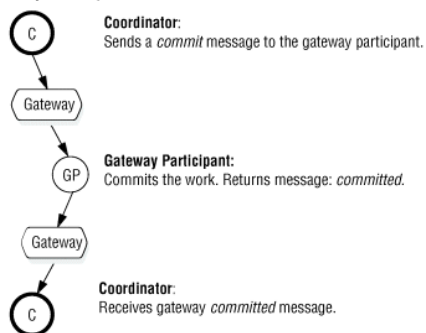 C
Coordinator:
Sends a commit message to the gateway participant.
Gateway
GP
Gateway Participant:
Commits the work. Returns message: committed.
Gateway
C
Coordinator:
Receives gateway committed message.